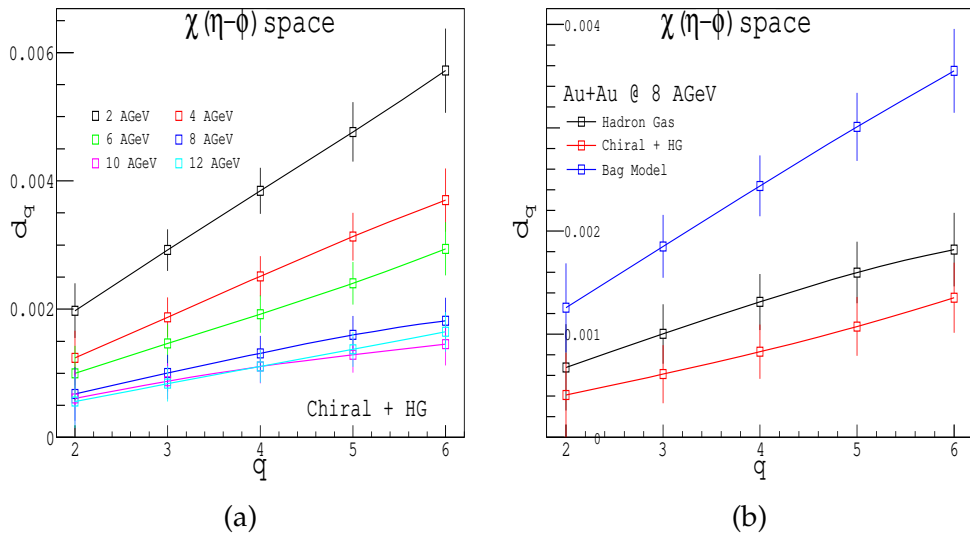 χ(η-ϕ) space
0.006
0.004
0.002
0
d_q
2 AGeV
4 AGeV
6 AGeV
8 AGeV
10 AGeV
12 AGeV
Chiral + HG
2 3 4 5 6
q
(a)
χ(η-ϕ) space
0.004
0.002
0.001
0
d_q
Au+Au @ 8 AGeV
Hadron Gas
Chiral + HG
Bag Model
2 3 4 5 6
q
(b)